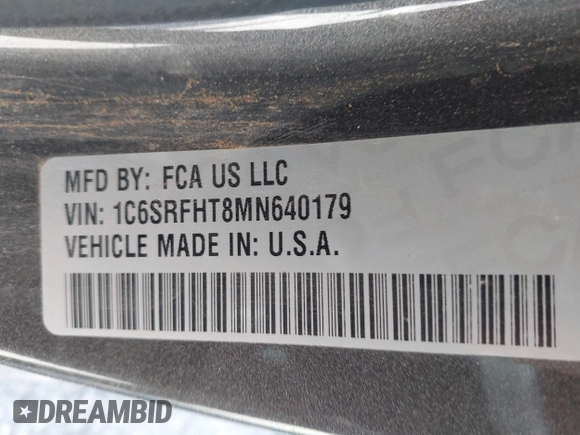 MFD BY: FCA US LLC
VIN: 1C6SRFHT8MN640179
VEHICLE MADE IN: U.S.A.
DREAMBID